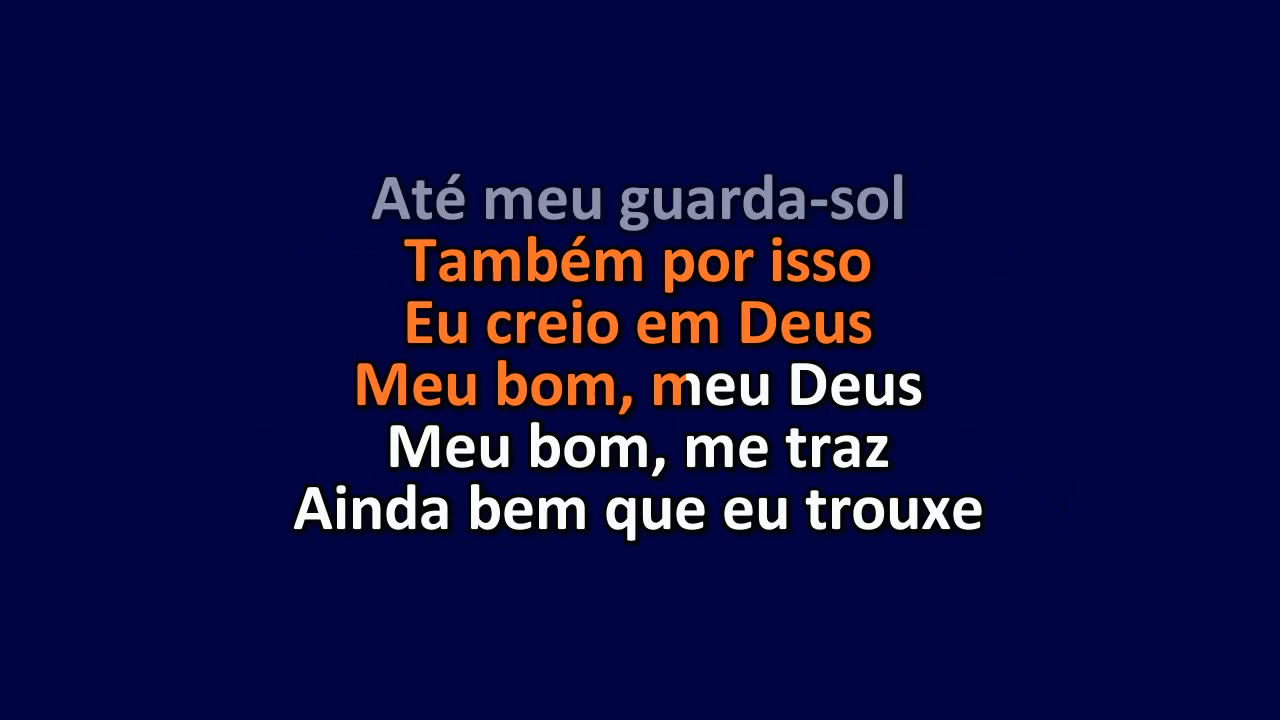 Até meu guarda-sol
Também por isso
Eu creio em Deus
Meu bom, meu Deus
Meu bom, me traz
Ainda bem que eu trouxe